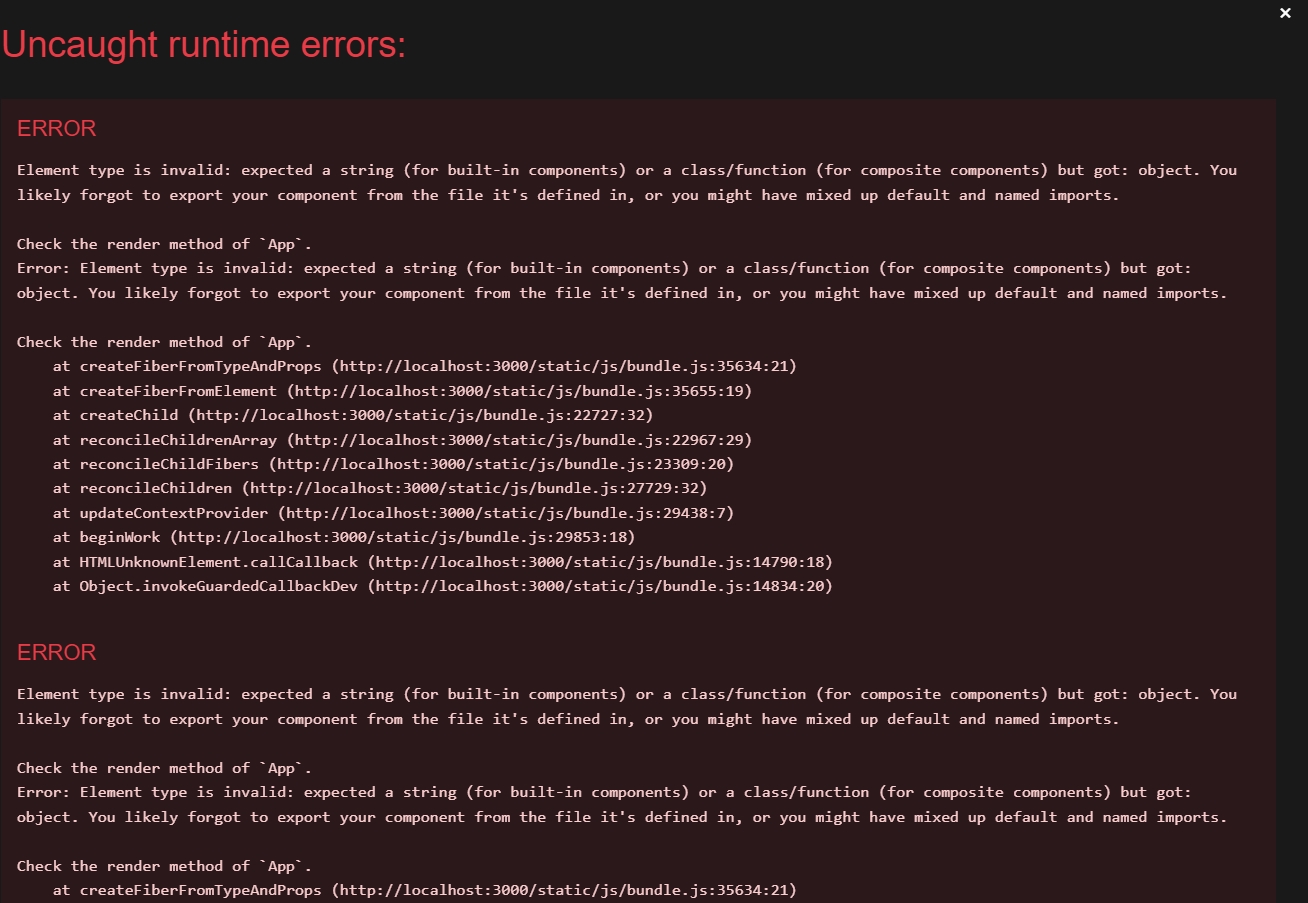 ×
Uncaught runtime errors:
ERROR
Element type is invalid: expected a string (for built-in components) or a class/function (for composite components) but got: object. You
likely forgot to export your component from the file it's defined in, or you might have mixed up default and named imports.
Check the render method of `App`.
Error: Element type is invalid: expected a string (for built-in components) or a class/function (for composite components) but got:
object. You likely forgot to export your component from the file it's defined in, or you might have mixed up default and named imports.
Check the render method of `App`.
at createFiberFromTypeAndProps (http://localhost:3000/static/js/bundle.js:35634:21)
at createFiberFromElement (http://localhost:3000/static/js/bundle.js:35655:19)
at createChild (http://localhost:3000/static/js/bundle.js:22727:32)
at reconcileChildrenArray (http://localhost:3000/static/js/bundle.js:22967:29)
at reconcileChildFibers (http://localhost:3000/static/js/bundle.js:23309:20)
at reconcileChildren (http://localhost:3000/static/js/bundle.js:27729:32)
at updateContextProvider (http://localhost:3000/static/js/bundle.js:29438:7)
at beginWork (http://localhost:3000/static/js/bundle.js:29853:18)
at HTMLUnknownElement.callCallback (http://localhost:3000/static/js/bundle.js:14790:18)
at Object.invokeGuardedCallbackDev (http://localhost:3000/static/js/bundle.js:14834:20)
ERROR
Element type is invalid: expected a string (for built-in components) or a class/function (for composite components) but got: object. You
likely forgot to export your component from the file it's defined in, or you might have mixed up default and named imports.
Check the render method of `App`.
Error: Element type is invalid: expected a string (for built-in components) or a class/function (for composite components) but got:
object. You likely forgot to export your component from the file it's defined in, or you might have mixed up default and named imports.
Check the render method of `App`.
at createFiberFromTypeAndProps (http://localhost:3000/static/js/bundle.js:35634:21)